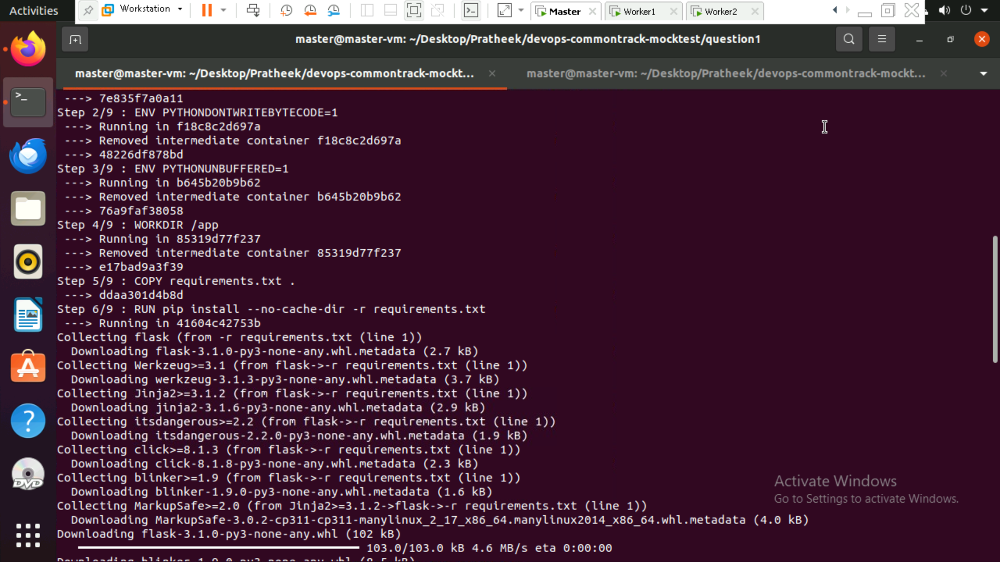 Activities
Workstation
Master
Worker1
Worker2
master@master-vm: ~/Desktop/Pratheek/devops-commontrack-mocktest/question1
master@master-vm: ~/Desktop/Pratheek/devops-commontrack-mockt...
master@master-vm: ~/Desktop/Pratheek/devops-commontrack-mockt...
---> 7e835f7a0a11
Step 2/9 : ENV PYTHONDONTWRITEBYTECODE=1
---> Running in f18c8c2d697a
---> Removed intermediate container f18c8c2d697a
---> 48226df878bd
Step 3/9 : ENV PYTHONUNBUFFERED=1
---> Running in b645b20b9b62
---> Removed intermediate container b645b20b9b62
---> 76a9faf38058
Step 4/9 : WORKDIR /app
---> Running in 85319d77f237
---> Removed intermediate container 85319d77f237
---> e17bad9a3f39
Step 5/9 : COPY requirements.txt .
---> ddaa301d4b8d
Step 6/9 : RUN pip install --no-cache-dir -r requirements.txt
---> Running in 41604c42753b
Collecting flask (from -r requirements.txt (line 1))
Downloading flask-3.1.0-py3-none-any.whl.metadata (2.7 kB)
Collecting Werkzeug>=3.1 (from flask->-r requirements.txt (line 1))
Downloading werkzeug-3.1.3-py3-none-any.whl.metadata (3.7 kB)
Collecting Jinja2>=3.1.2 (from flask->-r requirements.txt (line 1))
Downloading jinja2-3.1.6-py3-none-any.whl.metadata (2.9 kB)
Collecting itsdangerous>=2.2 (from flask->-r requirements.txt (line 1))
Downloading itsdangerous-2.2.0-py3-none-any.whl.metadata (1.9 kB)
Collecting click>=8.1.3 (from flask->-r requirements.txt (line 1))
Downloading click-8.1.8-py3-none-any.whl.metadata (2.3 kB)
Collecting blinker>=1.9 (from flask->-r requirements.txt (line 1))
Downloading blinker-1.9.0-py3-none-any.whl.metadata (1.6 kB)
Collecting MarkupSafe>=2.0 (from Jinja2>=3.1.2->flask->-r requirements.txt (line 1))
Downloading MarkupSafe-3.0.2-cp311-cp311-manylinux_2_17_x86_64.manylinux2014_x86_64.whl.metadata (4.0 kB)
Downloading flask-3.1.0-py3-none-any.whl (102 kB)
103.0/103.0 kB 4.6 MB/s eta 0:00:00
Downloading blinker-1.9.0-py3-none-any.whl (8.5 kB)
Activate Windows
Go to Settings to activate Windows.
DVD